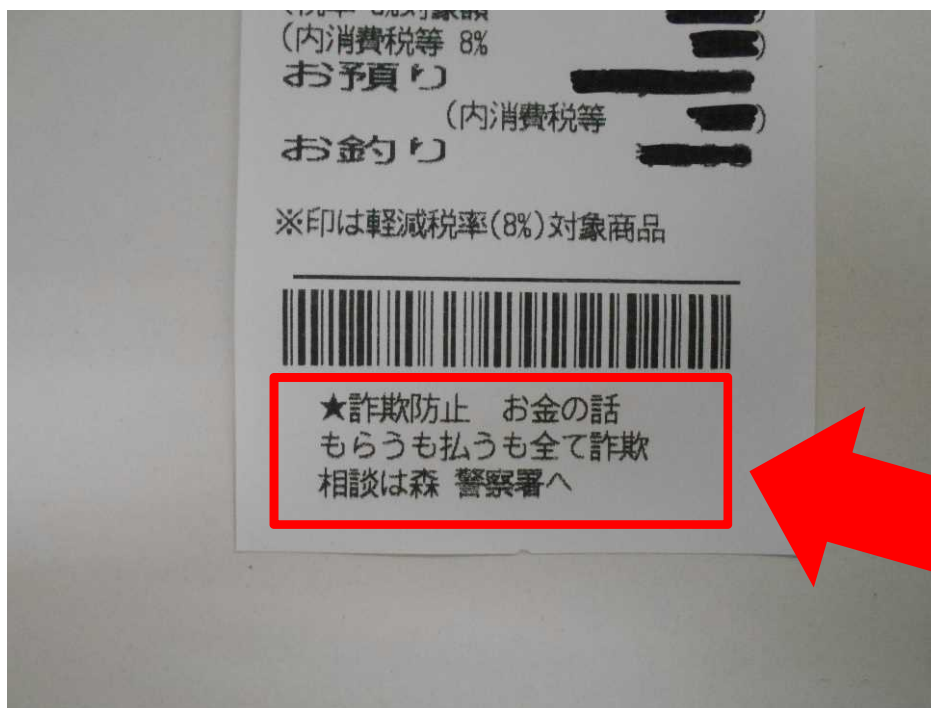 (内消費税等 8% )
お預り
(内消費税等 )
お釣り
※印は軽減税率(8%)対象商品
★詐欺防止 お金の話
もらうも払うも全て詐欺
相談は森 警察署へ